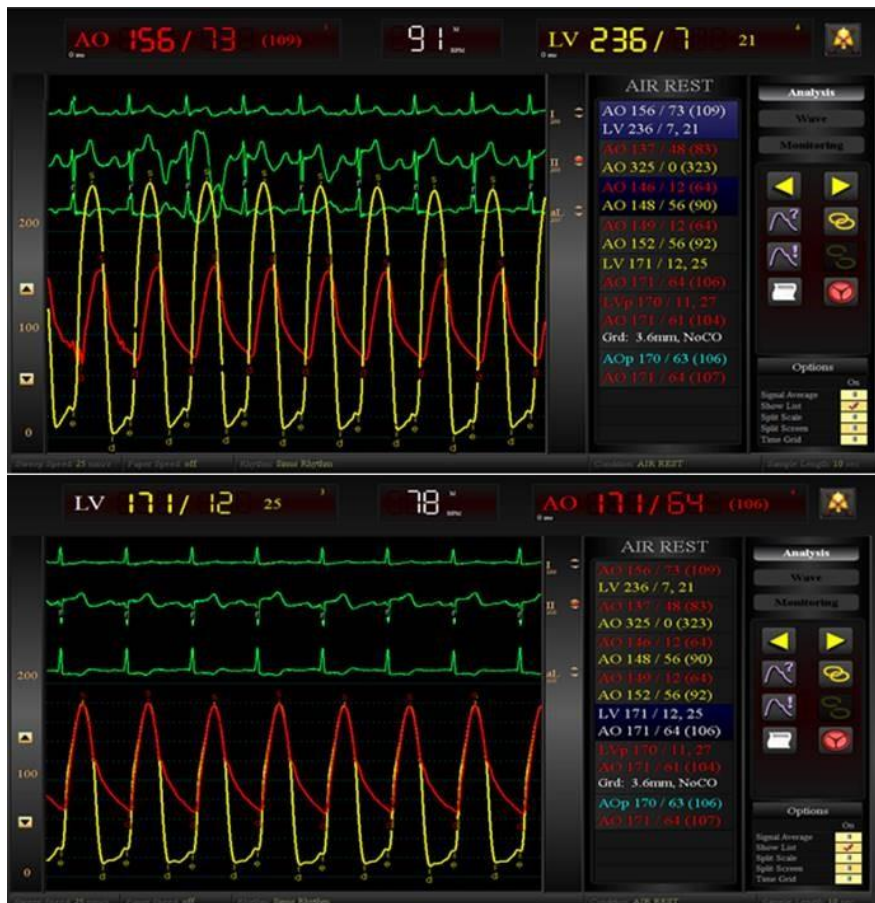 AO 156 / 73 (109)
91
BPM
LV 236 / 7 21
AIR REST
AO 156 / 73 (109)
LV 236 / 7, 21
AO 137 / 48 (83)
AO 325 / 0 (323)
AO 146 / 12 (64)
AO 148 / 56 (90)
AO 149 / 12 (64)
AO 152 / 56 (92)
LV 171 / 12, 25
AO 171 / 64 (106)
LVp 170 / 11, 27
AO 171 / 61 (104)
Grd: 3.6mm, NoCO
AOp 170 / 63 (106)
AO 171 / 64 (107)
Analysis
Wave
Monitoring
I
II
aL
200
100
0
Options
On
Signal Average
Show List
Split Scale
Split Screen
Time Grid
Sweep Speed: 25 mm/s
Paper Speed: off
Rhythm: Sinus Rhythm
Condition: AIR REST
Sample Length: 10 sec
LV 171 / 12 25
78
BPM
AO 171 / 64 (106)
AIR REST
AO 156 / 73 (109)
LV 236 / 7, 21
AO 137 / 48 (83)
AO 325 / 0 (323)
AO 146 / 12 (64)
AO 148 / 56 (90)
AO 149 / 12 (64)
AO 152 / 56 (92)
LV 171 / 12, 25
AO 171 / 64 (106)
LVp 170 / 11, 27
AO 171 / 61 (104)
Grd: 3.6mm, NoCO
AOp 170 / 63 (106)
AO 171 / 64 (107)
Analysis
Wave
Monitoring
I
II
aL
200
100
0
Options
On
Signal Average
Show List
Split Scale
Split Screen
Time Grid